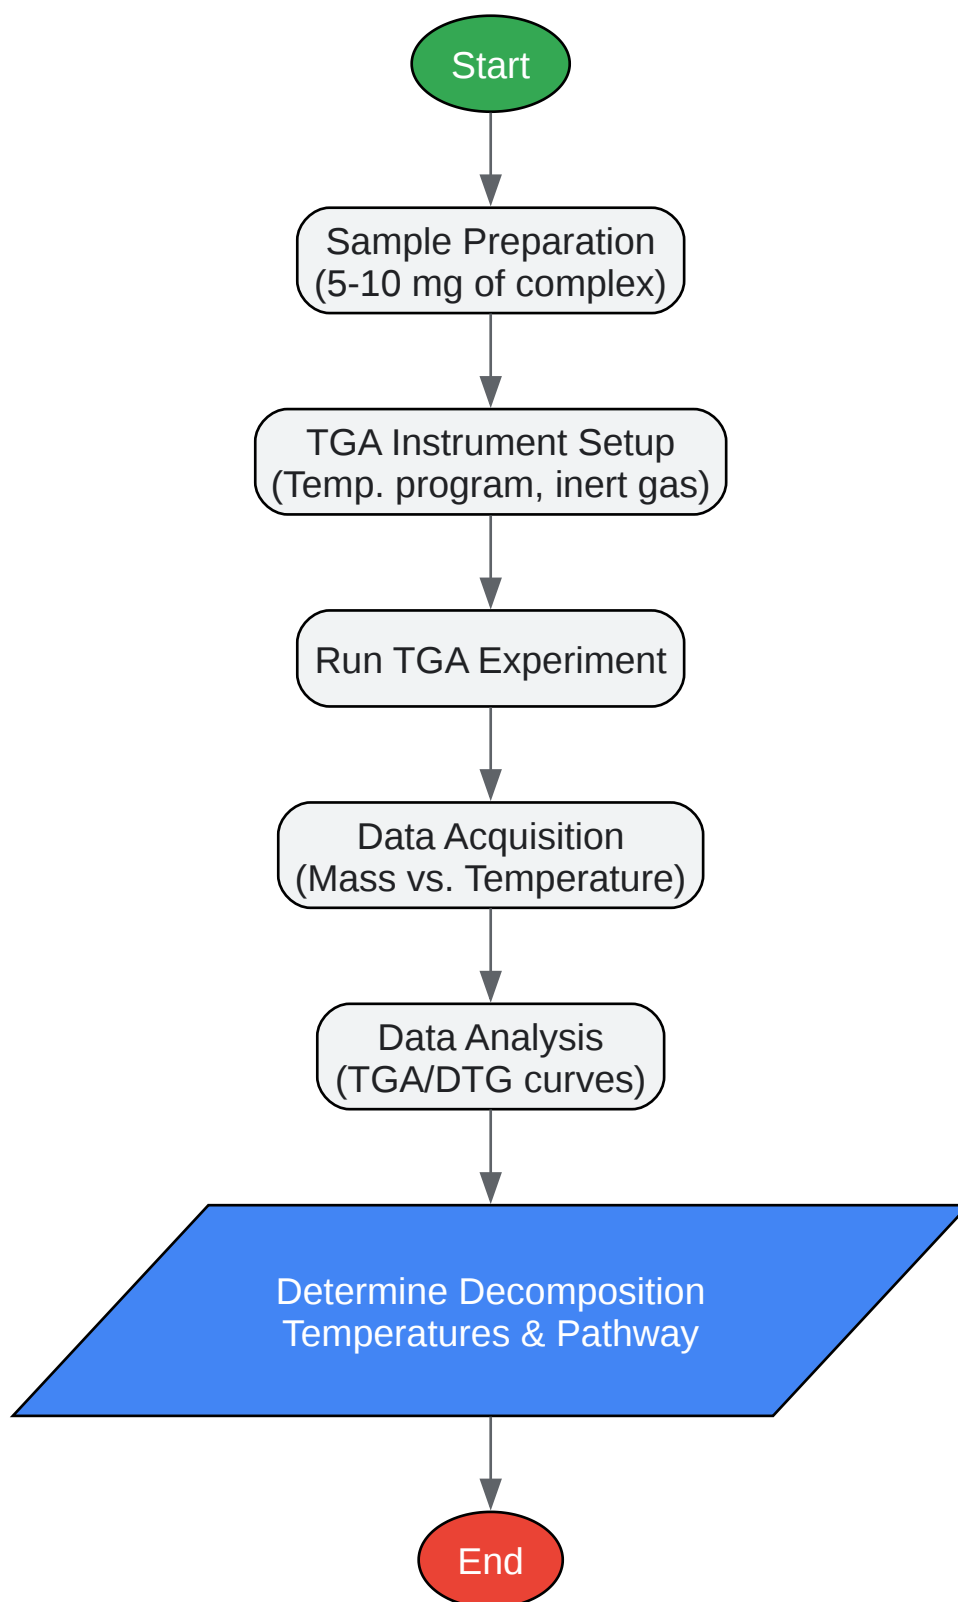 Start
Sample Preparation
(5-10 mg of complex)
TGA Instrument Setup
(Temp. program, inert gas)
Run TGA Experiment
Data Acquisition
(Mass vs. Temperature)
Data Analysis
(TGA/DTG curves)
Determine Decomposition
Temperatures & Pathway
End